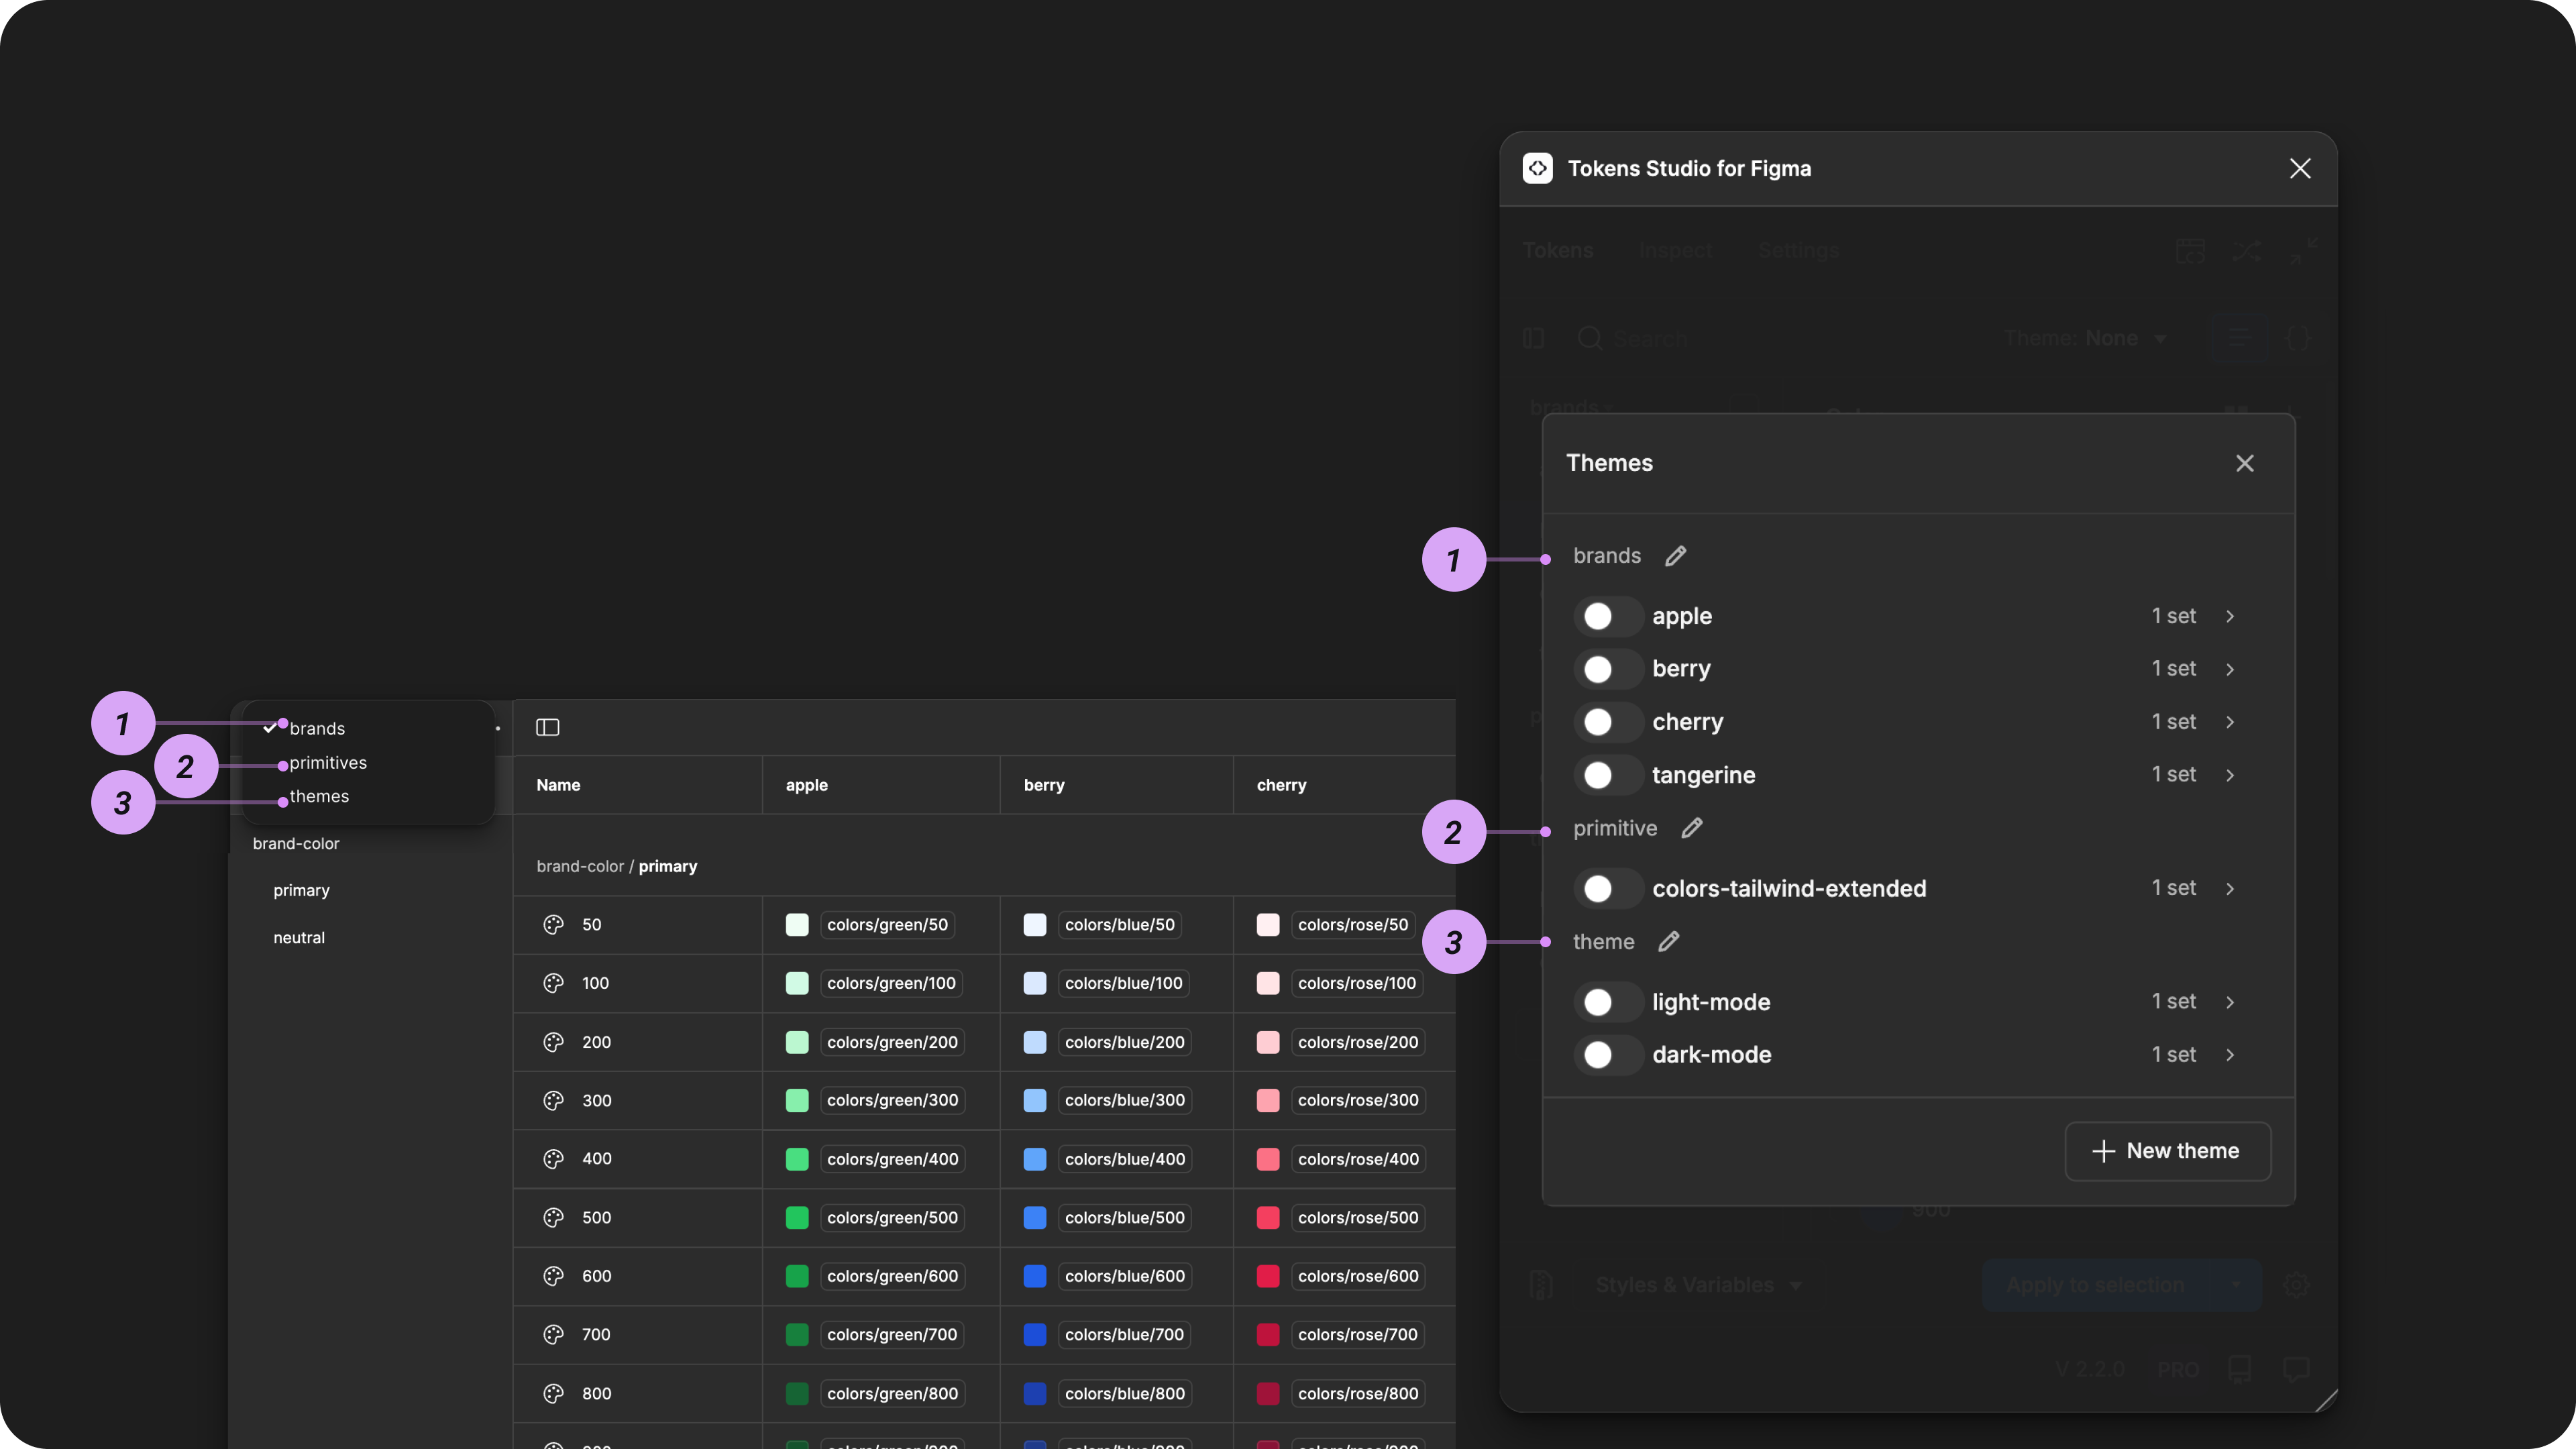 1
2
3
brands
primitives
themes
brand-color
primary
neutral
Name apple berry cherry
brand-color / primary
50 colors/green/50 colors/blue/50 colors/rose/50
100 colors/green/100 colors/blue/100 colors/rose/100
200 colors/green/200 colors/blue/200 colors/rose/200
300 colors/green/300 colors/blue/300 colors/rose/300
400 colors/green/400 colors/blue/400 colors/rose/400
500 colors/green/500 colors/blue/500 colors/rose/500
600 colors/green/600 colors/blue/600 colors/rose/600
700 colors/green/700 colors/blue/700 colors/rose/700
800 colors/green/800 colors/blue/800 colors/rose/800
Tokens Studio for Figma
Tokens Inspect Settings
Search Theme: None
brands
Themes
1 brands
apple 1 set
berry 1 set
cherry 1 set
tangerine 1 set
2 primitive
colors-tailwind-extended 1 set
3 theme
light-mode 1 set
dark-mode 1 set
New theme
900
Styles & Variables Apply to selection
V 2.2.0 PRO